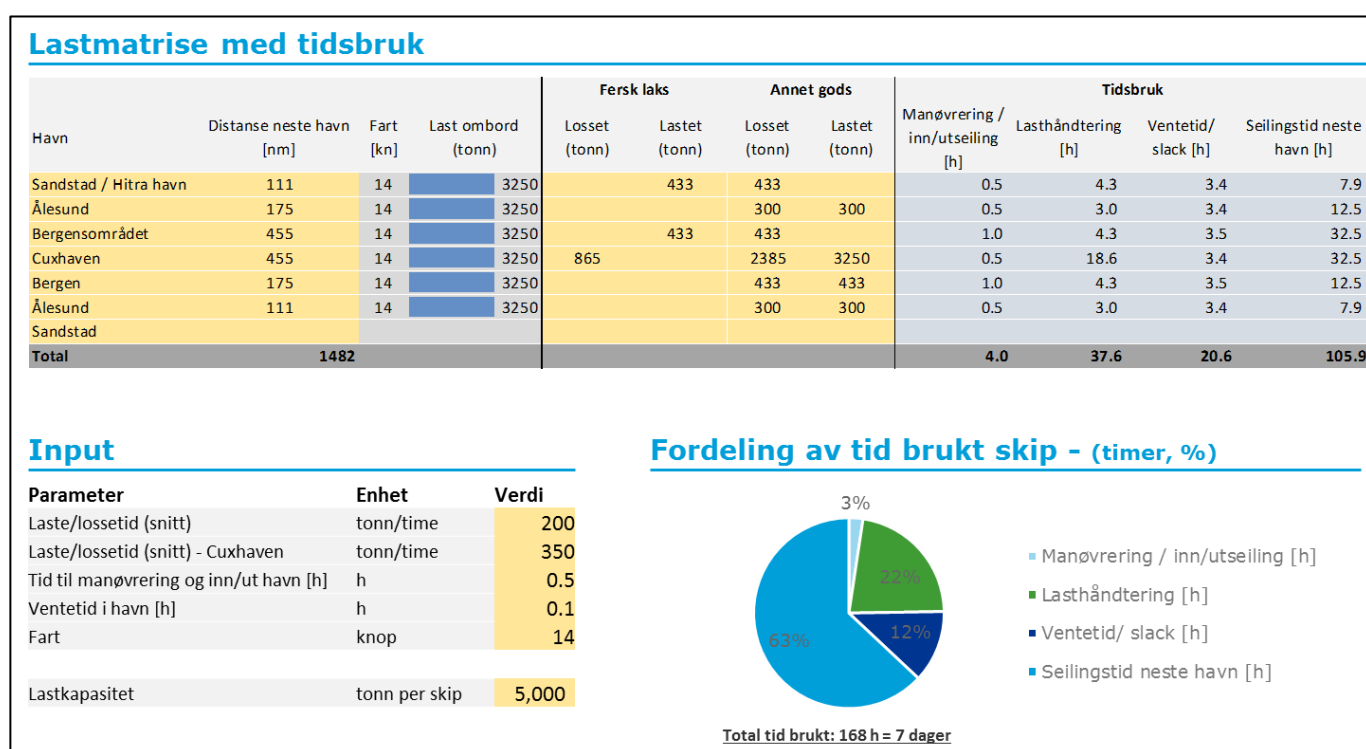 Lastmatrise med tidsbruk
Fersk laks Annet gods Tidsbruk
Havn Distanse neste havn [nm] Fart [kn] Last ombord (tonn) Losset (tonn) Lastet (tonn) Losset (tonn) Lastet (tonn) Manøvrering / inn/utseiling [h] Lasthåndtering [h] Ventetid/ slack [h] Seilingstid neste havn [h]
Sandstad / Hitra havn 111 14 3250 433 433 0.5 4.3 3.4 7.9
Ålesund 175 14 3250 300 300 0.5 3.0 3.4 12.5
Bergensområdet 455 14 3250 433 433 1.0 4.3 3.5 32.5
Cuxhaven 455 14 3250 865 2385 3250 0.5 18.6 3.4 32.5
Bergen 175 14 3250 433 433 1.0 4.3 3.5 12.5
Ålesund 111 14 3250 300 300 0.5 3.0 3.4 7.9
Sandstad
Total 1482 4.0 37.6 20.6 105.9
Input
Parameter Enhet Verdi
Laste/lossetid (snitt) tonn/time 200
Laste/lossetid (snitt) - Cuxhaven tonn/time 350
Tid til manøvrering og inn/ut havn [h] h 0.5
Ventetid i havn [h] h 0.1
Fart knop 14
Lastkapasitet tonn per skip 5,000
Fordeling av tid brukt skip - (timer, %)
3%
22%
12%
63%
Manøvrering / inn/utseiling [h]
Lasthåndtering [h]
Ventetid/ slack [h]
Seilingstid neste havn [h]
Total tid brukt: 168 h = 7 dager